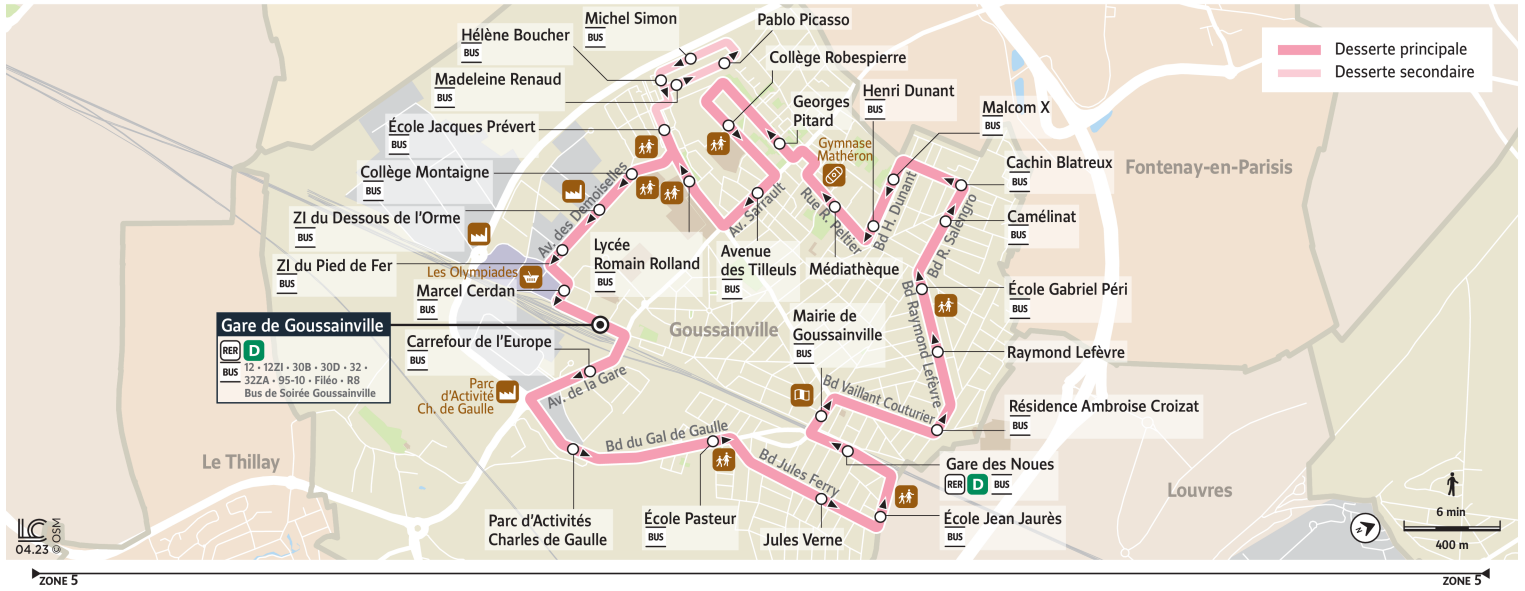 Michel Simon
BUS
Pablo Picasso
Hélène Boucher
BUS
Collège Robespierre
Madeleine Renaud
BUS
Georges
Pitard
Henri Dunant
BUS
Malcom X
BUS
École Jacques Prévert
BUS
Gymnase
Mathéron
Cachin Blatreux
BUS
Collège Montaigne
BUS
Camélinat
BUS
ZI du Dessous de l'Orme
BUS
ZI du Pied de Fer
BUS
Les Olympiades
Marcel Cerdan
BUS
Lycée
Romain Rolland
BUS
Avenue
des Tilleuls
BUS
Médiathèque
École Gabriel Péri
BUS
Mairie de
Goussainville
BUS
Goussainville
Gare de Goussainville
RER D
BUS
12 • 12ZI • 30B • 30D • 32 •
32ZA • 95-10 • Filéo • R8
Bus de Soirée Goussainville
Carrefour de l'Europe
BUS
Raymond Lefèvre
Parc
d'Activité
Ch. de Gaulle
Résidence Ambroise Croizat
BUS
Gare des Noues
RER D BUS
Parc d'Activités
Charles de Gaulle
École Pasteur
BUS
Jules Verne
École Jean Jaurès
BUS
Av. des Demoiselles
Av. Sarrault
Rue R. Peltier
Bd H. Dunant
Bd R. Salengro
Bd Raymond Lefèvre
Bd Vaillant Couturier
Av. de la Gare
Bd du Gal de Gaulle
Bd Jules Ferry
Fontenay-en-Parisis
Le Thillay
Louvres
Desserte principale
Desserte secondaire
N
6 min
400 m
LC
04.23 © OSM
ZONE 5
ZONE 5